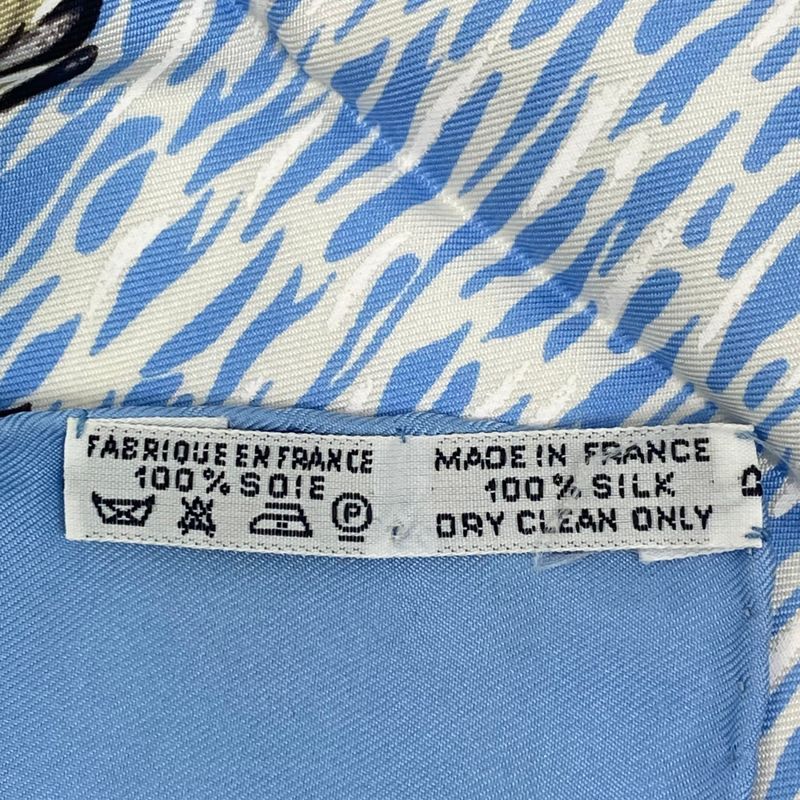 FABRIQUE EN FRANCE
100% SOIE
P
MADE IN FRANCE
100% SILK
DRY CLEAN ONLY